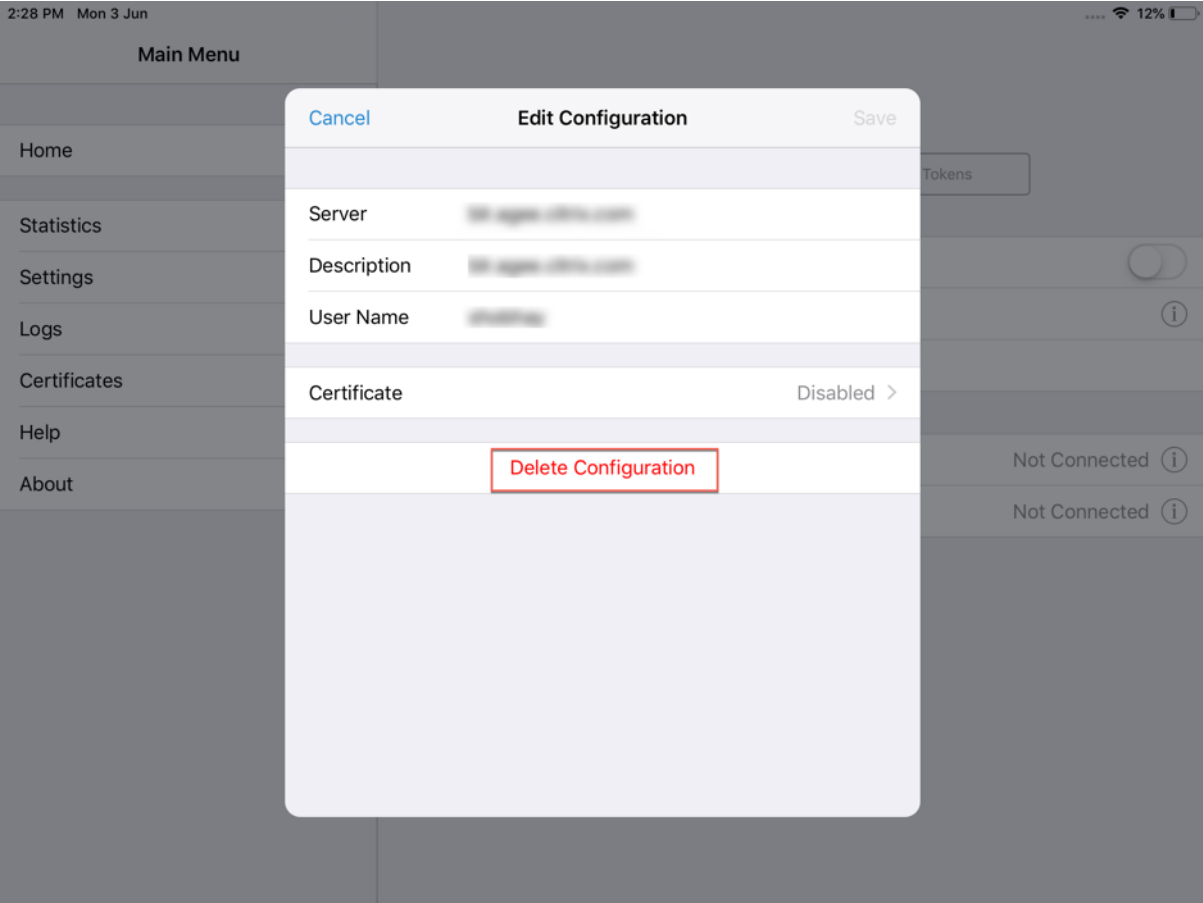 2:28 PM Mon 3 Jun
12%
Main Menu
Cancel
Edit Configuration
Save
Home
Tokens
Server
Statistics
Description
Settings
User Name
Logs
Certificates
Certificate
Disabled
Help
Not Connected
Delete Configuration
About
Not Connected